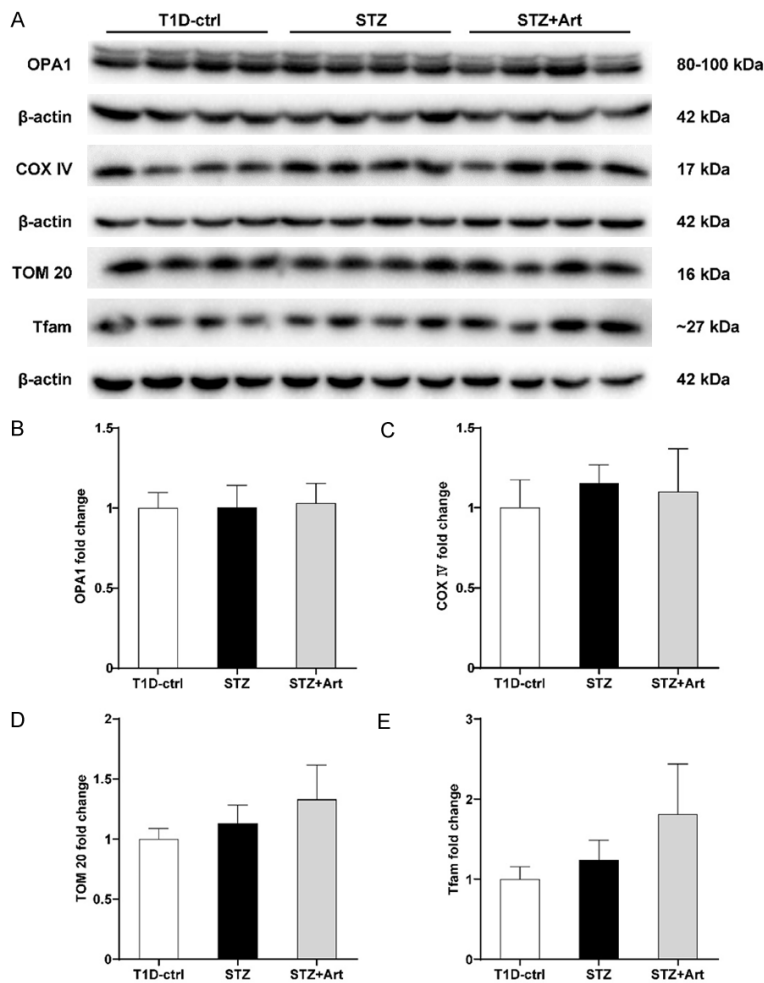 A
T1D-ctrl STZ STZ+Art
OPA1 80-100 kDa
β-actin 42 kDa
COX IV 17 kDa
β-actin 42 kDa
TOM 20 16 kDa
Tfam ~27 kDa
β-actin 42 kDa
B
OPA1 fold change
1.5
1
0.5
0
T1D-ctrl STZ STZ+Art
C
COX Ⅳ fold change
1.5
1
0.5
0
T1D-ctrl STZ STZ+Art
D
TOM 20 fold change
2
1.5
1
0.5
0
T1D-ctrl STZ STZ+Art
E
Tfam fold change
3
2
1
0
T1D-ctrl STZ STZ+Art